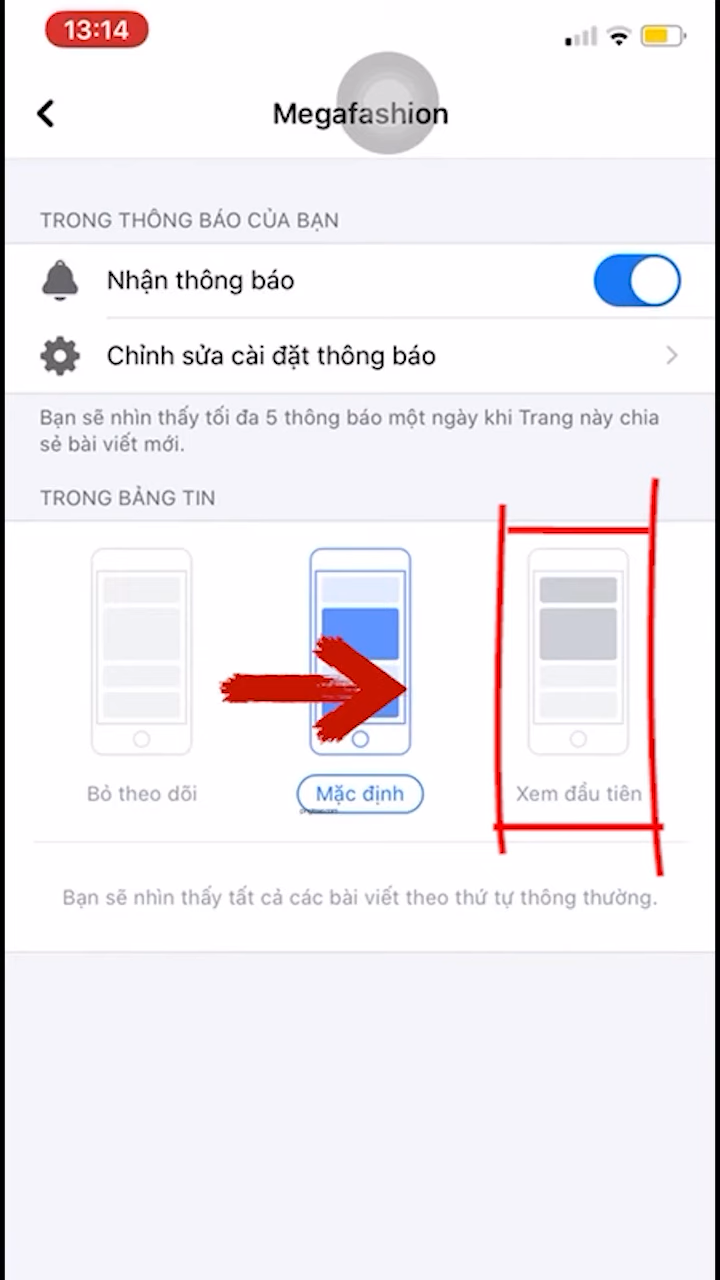 13:14
Megafashion
TRONG THÔNG BÁO CỦA BẠN
Nhận thông báo
Chỉnh sửa cài đặt thông báo
Bạn sẽ nhìn thấy tối đa 5 thông báo một ngày khi Trang này chia
sẻ bài viết mới.
TRONG BẢNG TIN
Bỏ theo dõi
Mặc định
Xem đầu tiên
Bạn sẽ nhìn thấy tất cả các bài viết theo thứ tự thông thường.